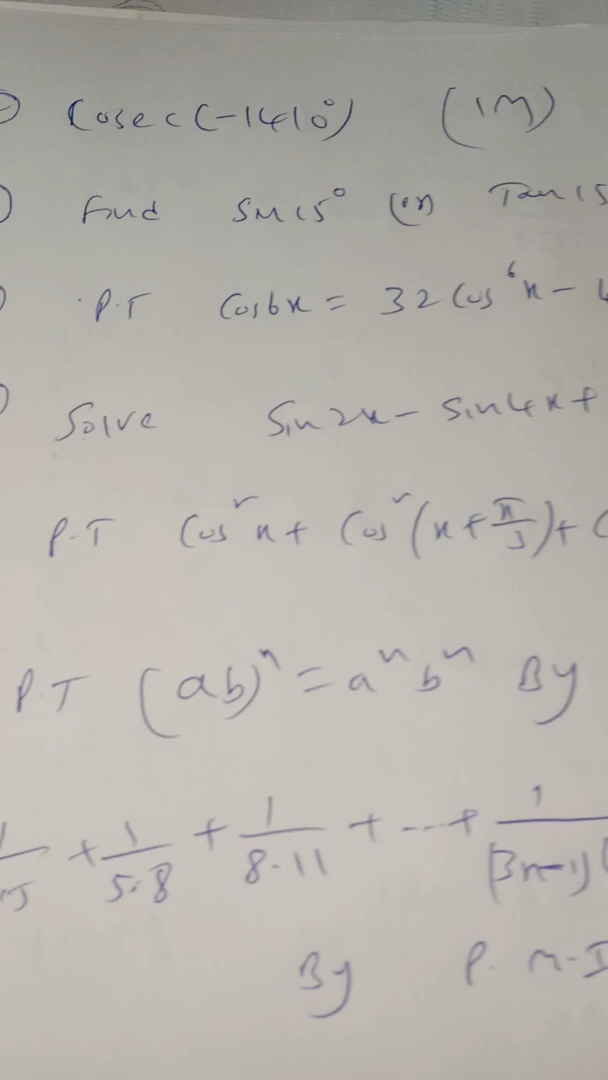 Cosec(-1410°) (1M)
Find Sin15° (or) Tan15
P.T Cos6x = 32Cos⁶x -
Solve Sin2x - Sin4x +
P.T Cos²x + Cos²(x + π/3) +
P.T (ab)ⁿ = aⁿbⁿ By
+ 1/5.8 + 1/8.11 + ... + 1/(3n-1)(
By P.M.I